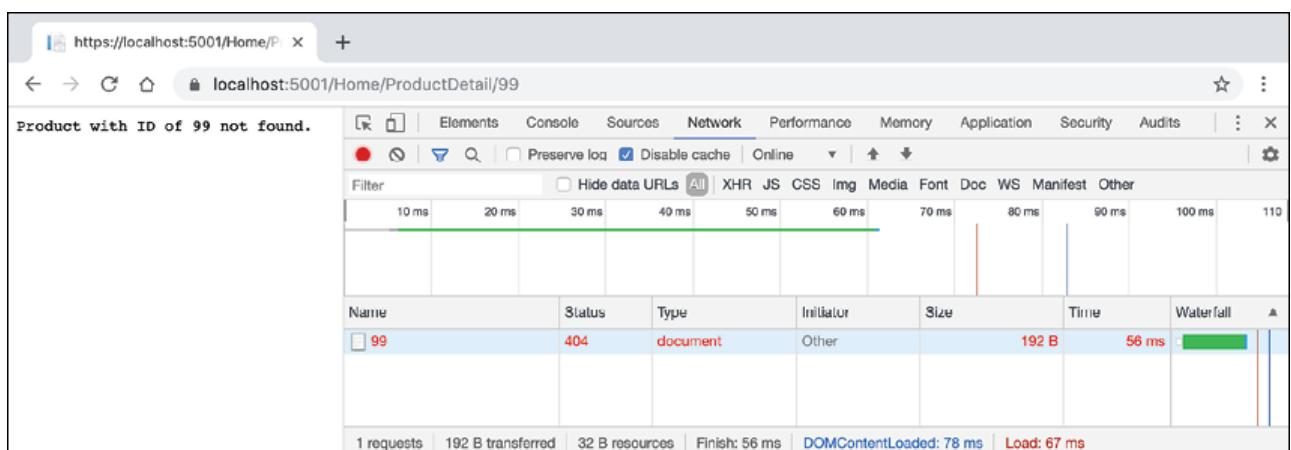 https://localhost:5001/Home/P
localhost:5001/Home/ProductDetail/99
Product with ID of 99 not found.
Elements Console Sources Network Performance Memory Application Security Audits
Preserve log Disable cache Online
Filter Hide data URLs All XHR JS CSS Img Media Font Doc WS Manifest Other
10 ms 20 ms 30 ms 40 ms 50 ms 60 ms 70 ms 80 ms 90 ms 100 ms 110
Name Status Type Initiator Size Time Waterfall
99 404 document Other 192 B 56 ms
1 requests 192 B transferred 32 B resources Finish: 56 ms DOMContentLoaded: 78 ms Load: 67 ms